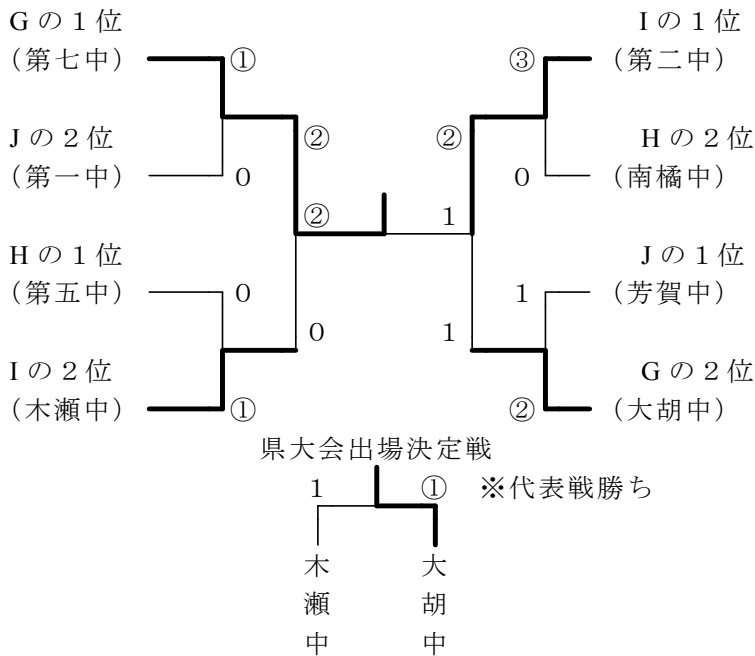 Gの1位
(第七中)
①
Jの2位
(第一中)
0
②
②
Hの1位
(第五中)
0
0
Iの2位
(木瀬中)
①
Iの1位
(第二中)
③
②
Hの2位
(南橘中)
0
1
Jの1位
(芳賀中)
1
1
Gの2位
(大胡中)
②
県大会出場決定戦
1 ① ※代表戦勝ち
木瀬中
大胡中